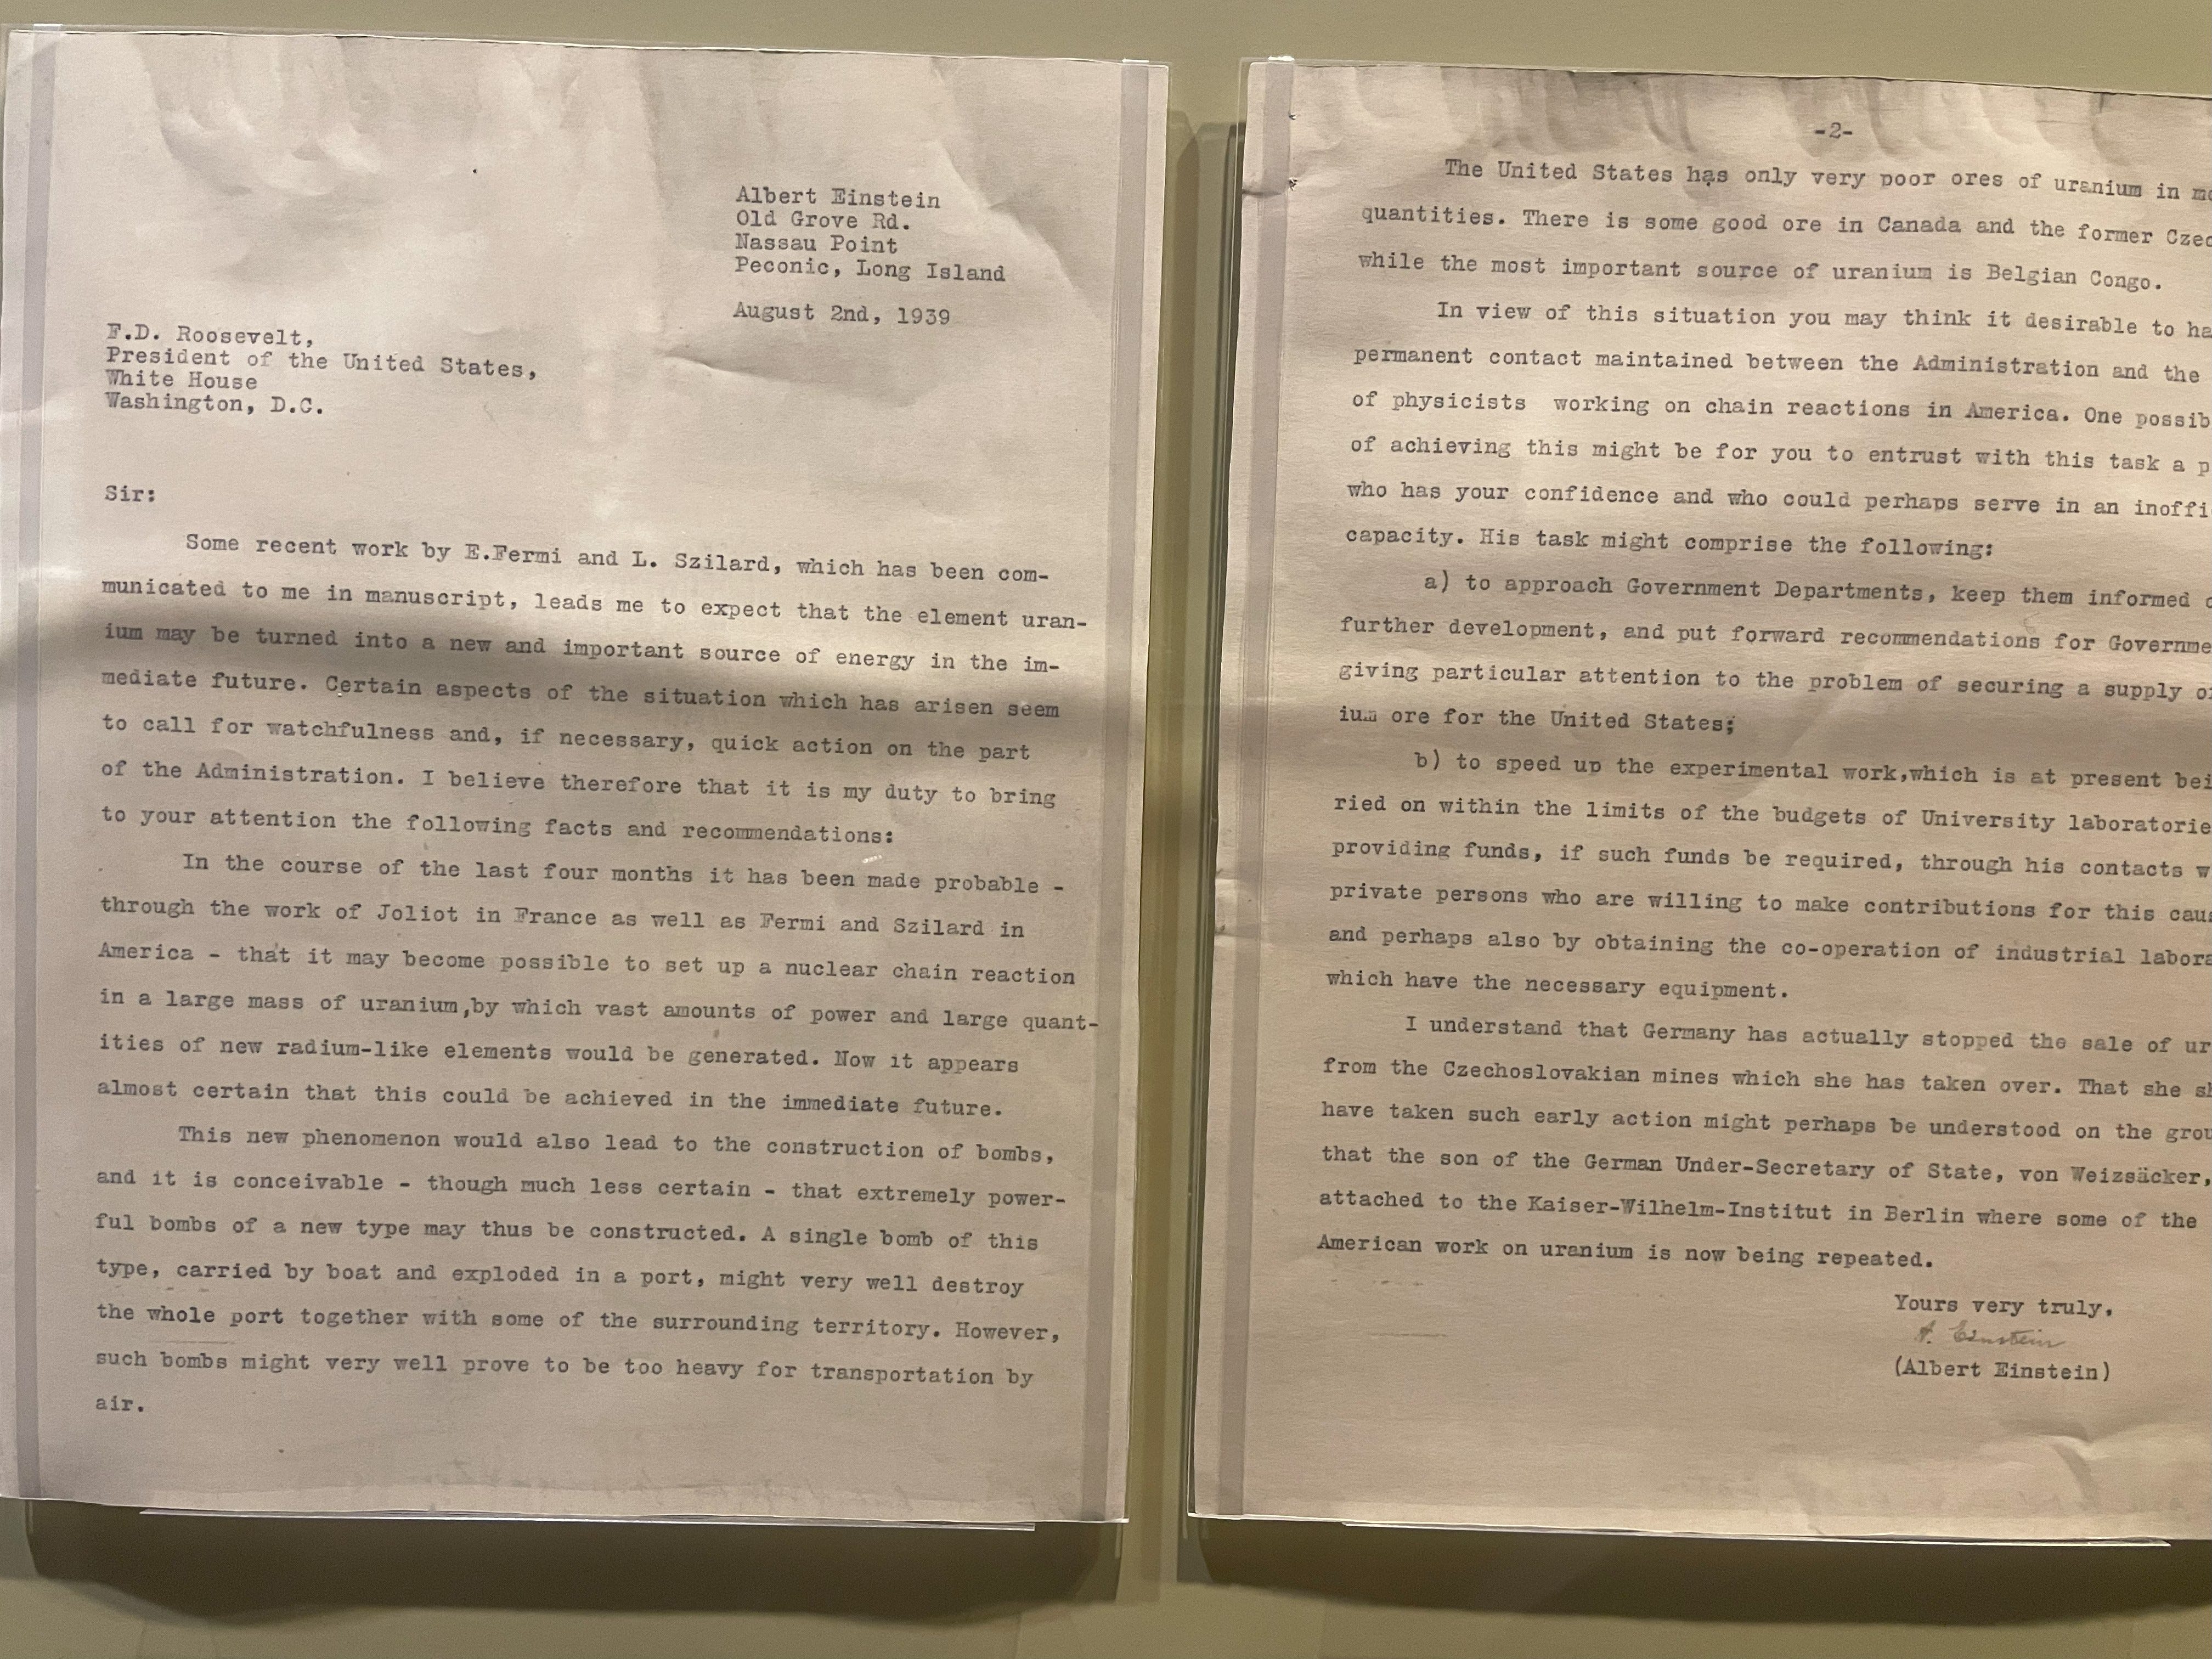 Albert Einstein
Old Grove Rd.
Nassau Point
Peconic, Long Island
August 2nd, 1939
F.D. Roosevelt,
President of the United States,
White House
Washington, D.C.
Sir:
Some recent work by E.Fermi and L. Szilard, which has been com-
municated to me in manuscript, leads me to expect that the element uran-
ium may be turned into a new and important source of energy in the im-
mediate future. Certain aspects of the situation which has arisen seem
to call for watchfulness and, if necessary, quick action on the part
of the Administration. I believe therefore that it is my duty to bring
to your attention the following facts and recommendations:
In the course of the last four months it has been made probable -
through the work of Joliot in France as well as Fermi and Szilard in
America - that it may become possible to set up a nuclear chain reaction
in a large mass of uranium,by which vast amounts of power and large quant-
ities of new radium-like elements would be generated. Now it appears
almost certain that this could be achieved in the immediate future.
This new phenomenon would also lead to the construction of bombs,
and it is conceivable - though much less certain - that extremely power-
ful bombs of a new type may thus be constructed. A single bomb of this
type, carried by boat and exploded in a port, might very well destroy
the whole port together with some of the surrounding territory. However,
such bombs might very well prove to be too heavy for transportation by
air.
-2-
The United States has only very poor ores of uranium in
quantities. There is some good ore in Canada and the former
while the most important source of uranium is Belgian Congo.
In view of this situation you may think it desirable to
permanent contact maintained between the Administration and the
of physicists working on chain reactions in America. One
of achieving this might be for you to entrust with this task a
who has your confidence and who could perhaps serve in an
capacity. His task might comprise the following:
a) to approach Government Departments, keep them informed
further development, and put forward recommendations for
giving particular attention to the problem of securing a supply
ium ore for the United States;
b) to speed up the experimental work,which is at present
ried on within the limits of the budgets of University
providing funds, if such funds be required, through his contacts
private persons who are willing to make contributions for this
and perhaps also by obtaining the co-operation of industrial
which have the necessary equipment.
I understand that Germany has actually stopped the sale of
from the Czechoslovakian mines which she has taken over. That she
have taken such early action might perhaps be understood on the
that the son of the German Under-Secretary of State, von Weizsäcker,
attached to the Kaiser-Wilhelm-Institut in Berlin where some of the
American work on uranium is now being repeated.
Yours very truly,
A. Einstein
(Albert Einstein)